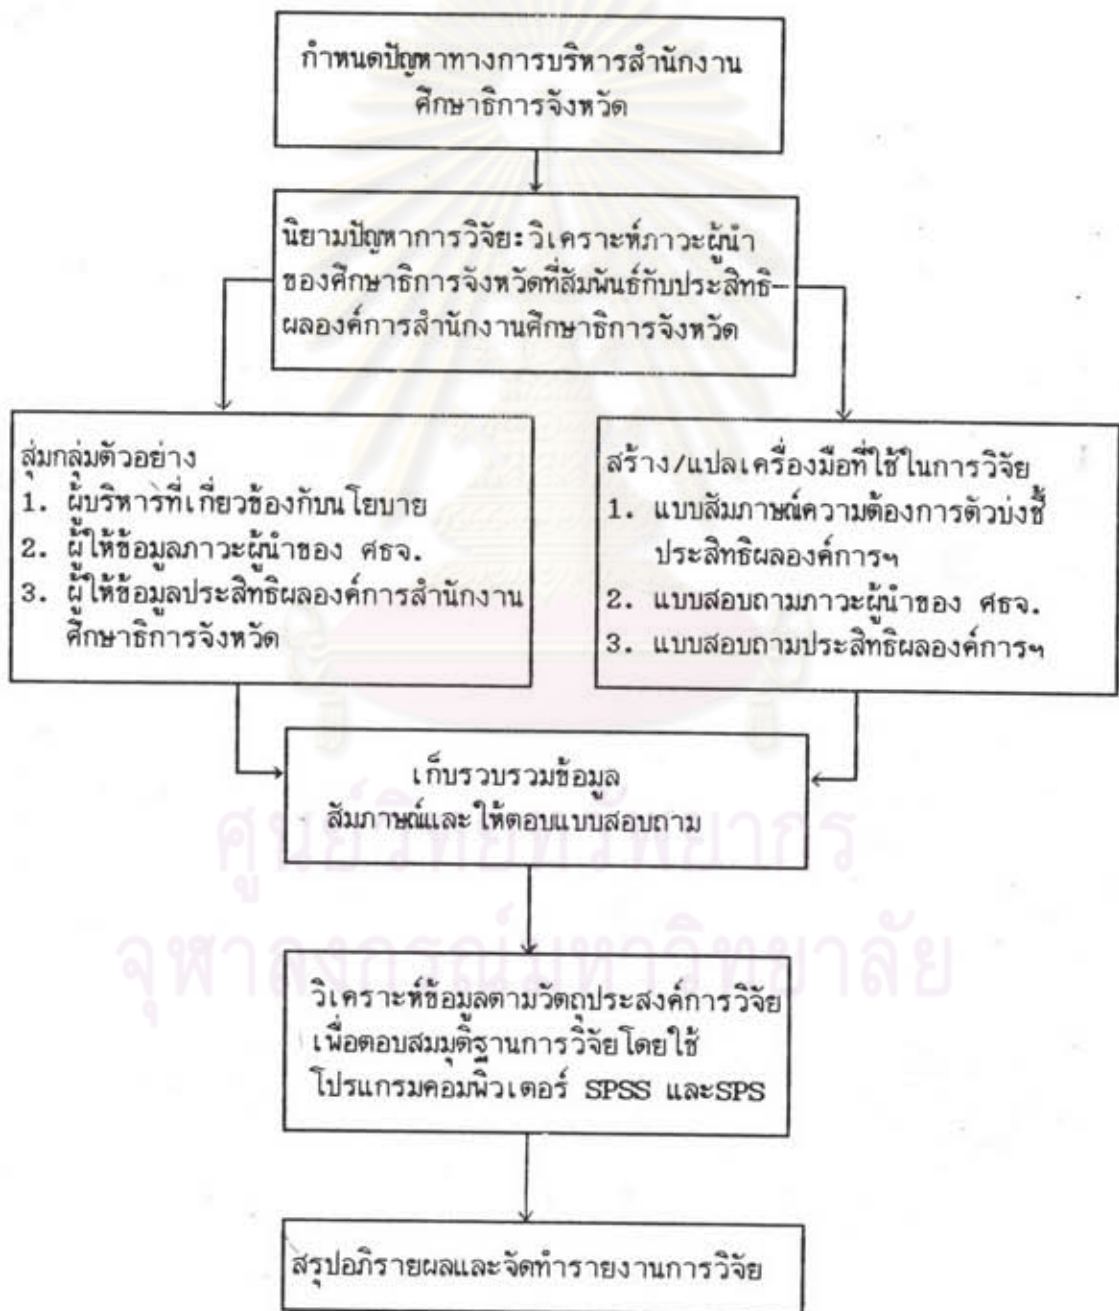 กำหนดปัญหาทางการบริหารสำนักงาน
ศึกษาธิการจังหวัด
นิยามปัญหาการวิจัย: วิเคราะห์ภาวะผู้นำ
ของศึกษาธิการจังหวัดที่สัมพันธ์กับประสิทธิ-
ผลองค์การสำนักงานศึกษาธิการจังหวัด
สุ่มกลุ่มตัวอย่าง
1. ผู้บริหารที่เกี่ยวข้องกับนโยบาย
2. ผู้ให้ข้อมูลภาวะผู้นำของ ศธจ.
3. ผู้ให้ข้อมูลประสิทธิผลองค์การสำนักงาน
ศึกษาธิการจังหวัด
สร้าง/แปลเครื่องมือที่ใช้ในการวิจัย
1. แบบสัมภาษณ์ความต้องการตัวบ่งชี้
ประสิทธิผลองค์การฯ
2. แบบสอบถามภาวะผู้นำของ ศธจ.
3. แบบสอบถามประสิทธิผลองค์การฯ
เก็บรวบรวมข้อมูล
สัมภาษณ์และให้ตอบแบบสอบถาม
ศูนย์วิทยทรัพยากร
จุฬาลงกรณ์มหาวิทยาลัย
วิเคราะห์ข้อมูลตามวัตถุประสงค์การวิจัย
เพื่อตอบสมมุติฐานการวิจัยโดยใช้
โปรแกรมคอมพิวเตอร์ SPSS และSPS
สรุปอภิรายผลและจัดทำรายงานการวิจัย